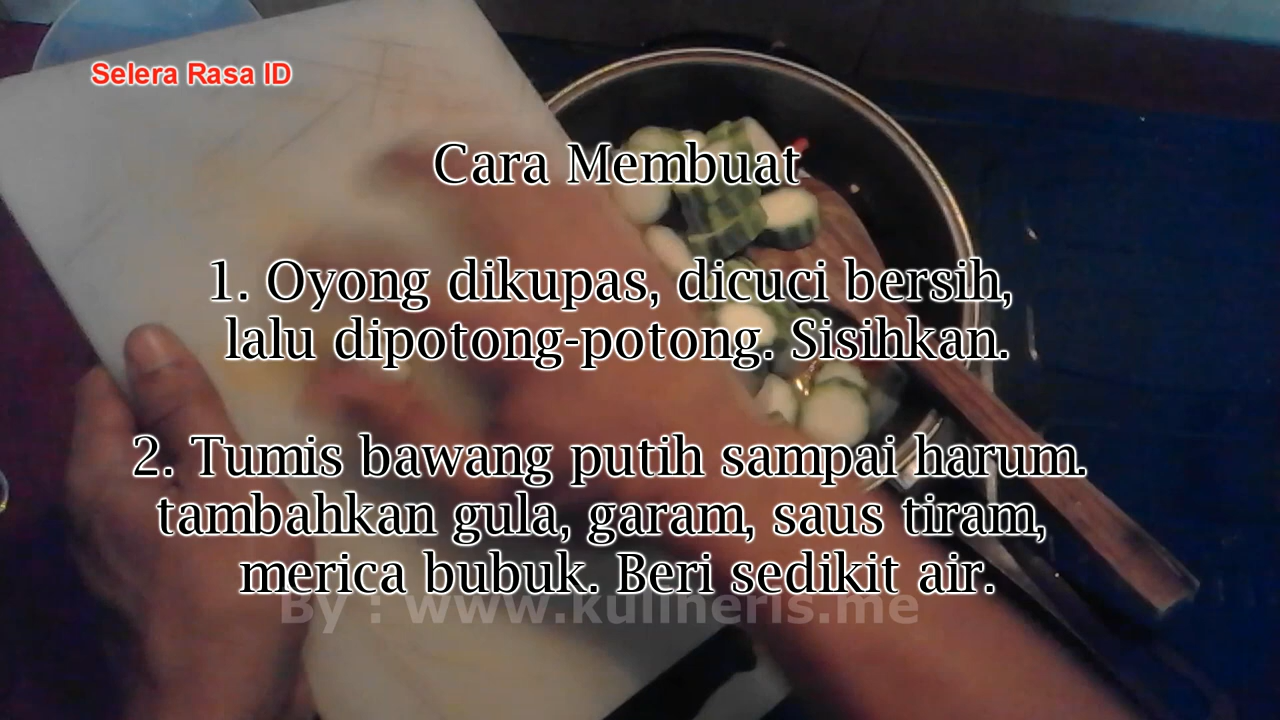 Selera Rasa ID
Cara Membuat
1. Oyong dikupas, dicuci bersih,
lalu dipotong-potong. Sisihkan.
2. Tumis bawang putih sampai harum.
tambahkan gula, garam, saus tiram,
merica bubuk. Beri sedikit air.
By : www.kulineris.me